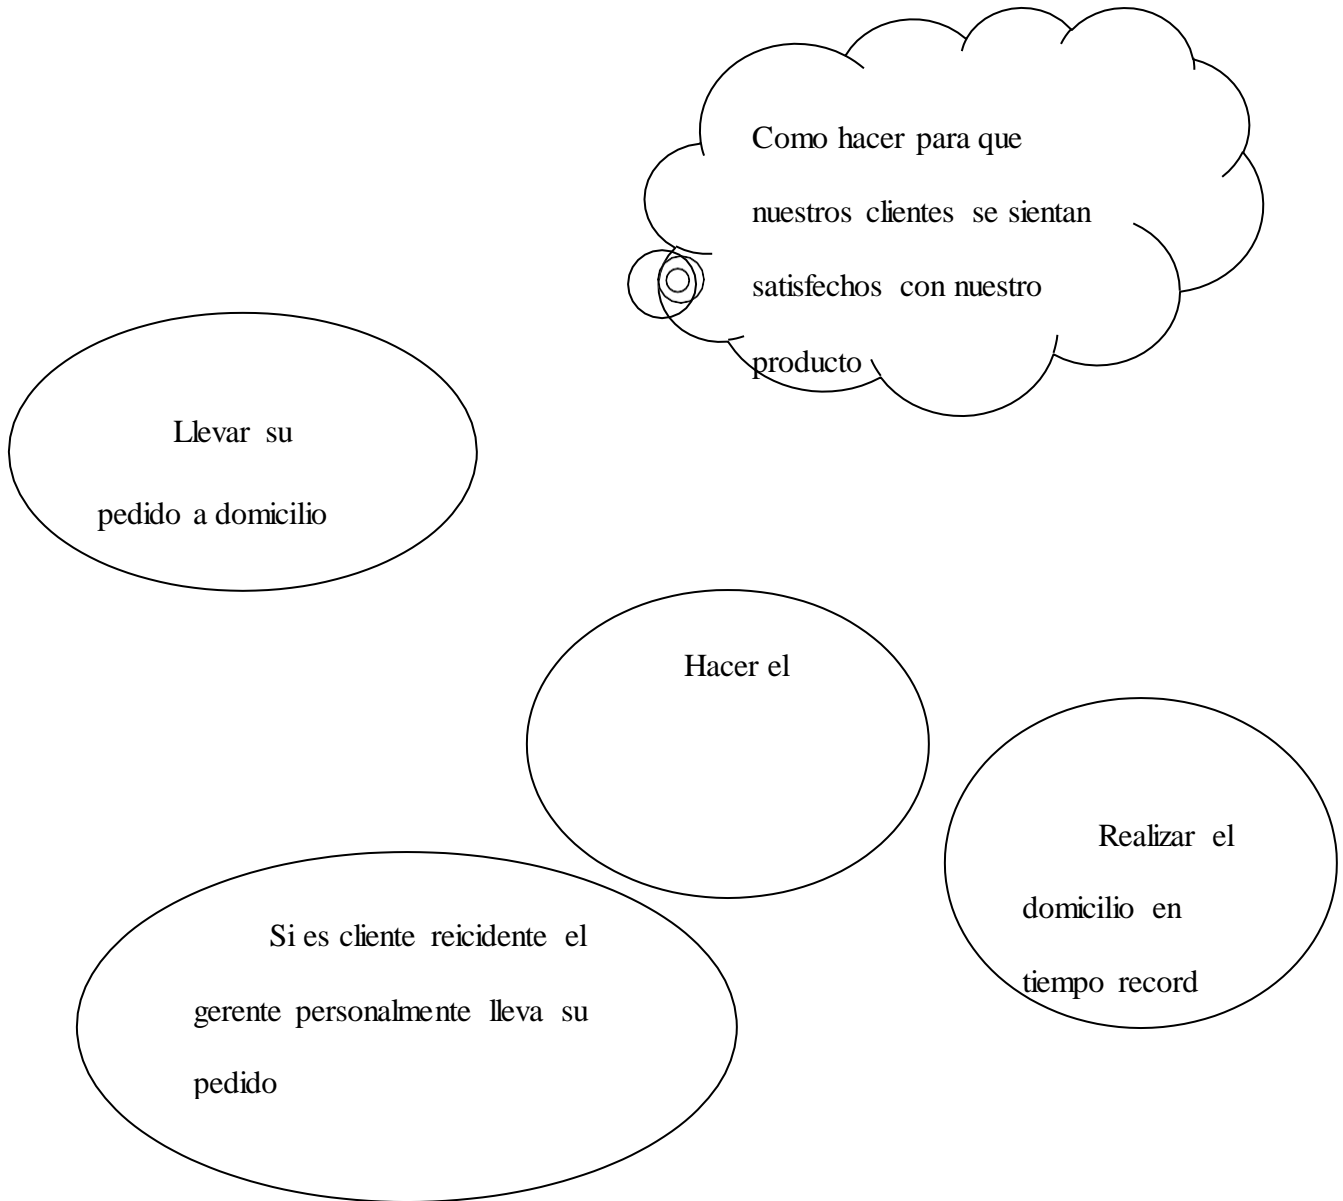 Como hacer para que
nuestros clientes se sientan
satisfechos con nuestro
producto
Llevar su
pedido a domicilio
Hacer el
Realizar el
domicilio en
tiempo record
Si es cliente reicidente el
gerente personalmente lleva su
pedido